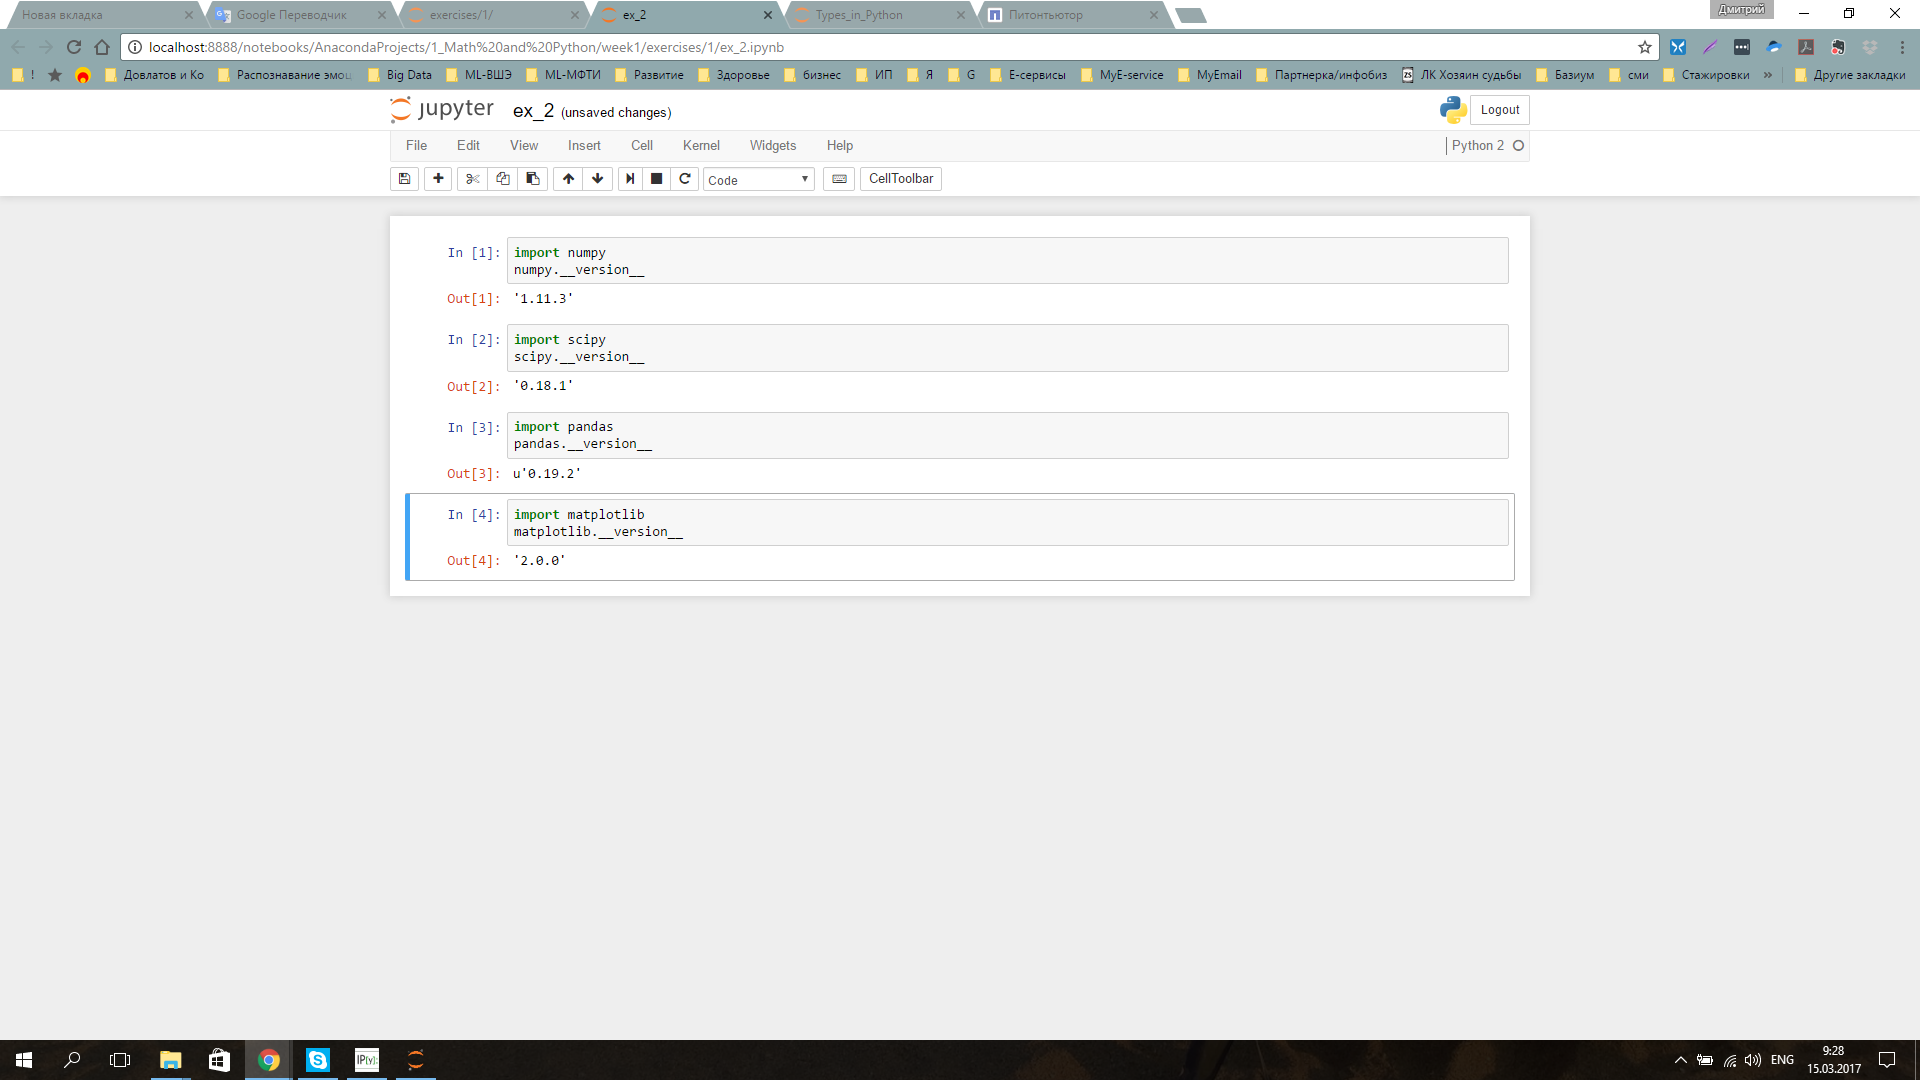 Новая вкладка
Google Переводчик
exercises/1/
ex_2
Types_in_Python
Питонтьютор
Дмитрий
localhost:8888/notebooks/AnacondaProjects/1_Math%20and%20Python/week1/exercises/1/ex_2.ipynb
!
Довлатов и Ко
Распознавание эмоц
Big Data
ML-ВШЭ
ML-МФТИ
Развитие
Здоровье
бизнес
ИП
Я
G
Е-сервисы
MyE-service
MyEmail
Партнерка/инфобиз
ЛК Хозяин судьбы
Базиум
сми
Стажировки
»
Другие закладки
jupyter ex_2 (unsaved changes)
Logout
File Edit View Insert Cell Kernel Widgets Help
Python 2
Code
CellToolbar
In [1]: import numpy
numpy.__version__
Out[1]: '1.11.3'
In [2]: import scipy
scipy.__version__
Out[2]: '0.18.1'
In [3]: import pandas
pandas.__version__
Out[3]: u'0.19.2'
In [4]: import matplotlib
matplotlib.__version__
Out[4]: '2.0.0'
IP[y]:
ENG
9:28
15.03.2017